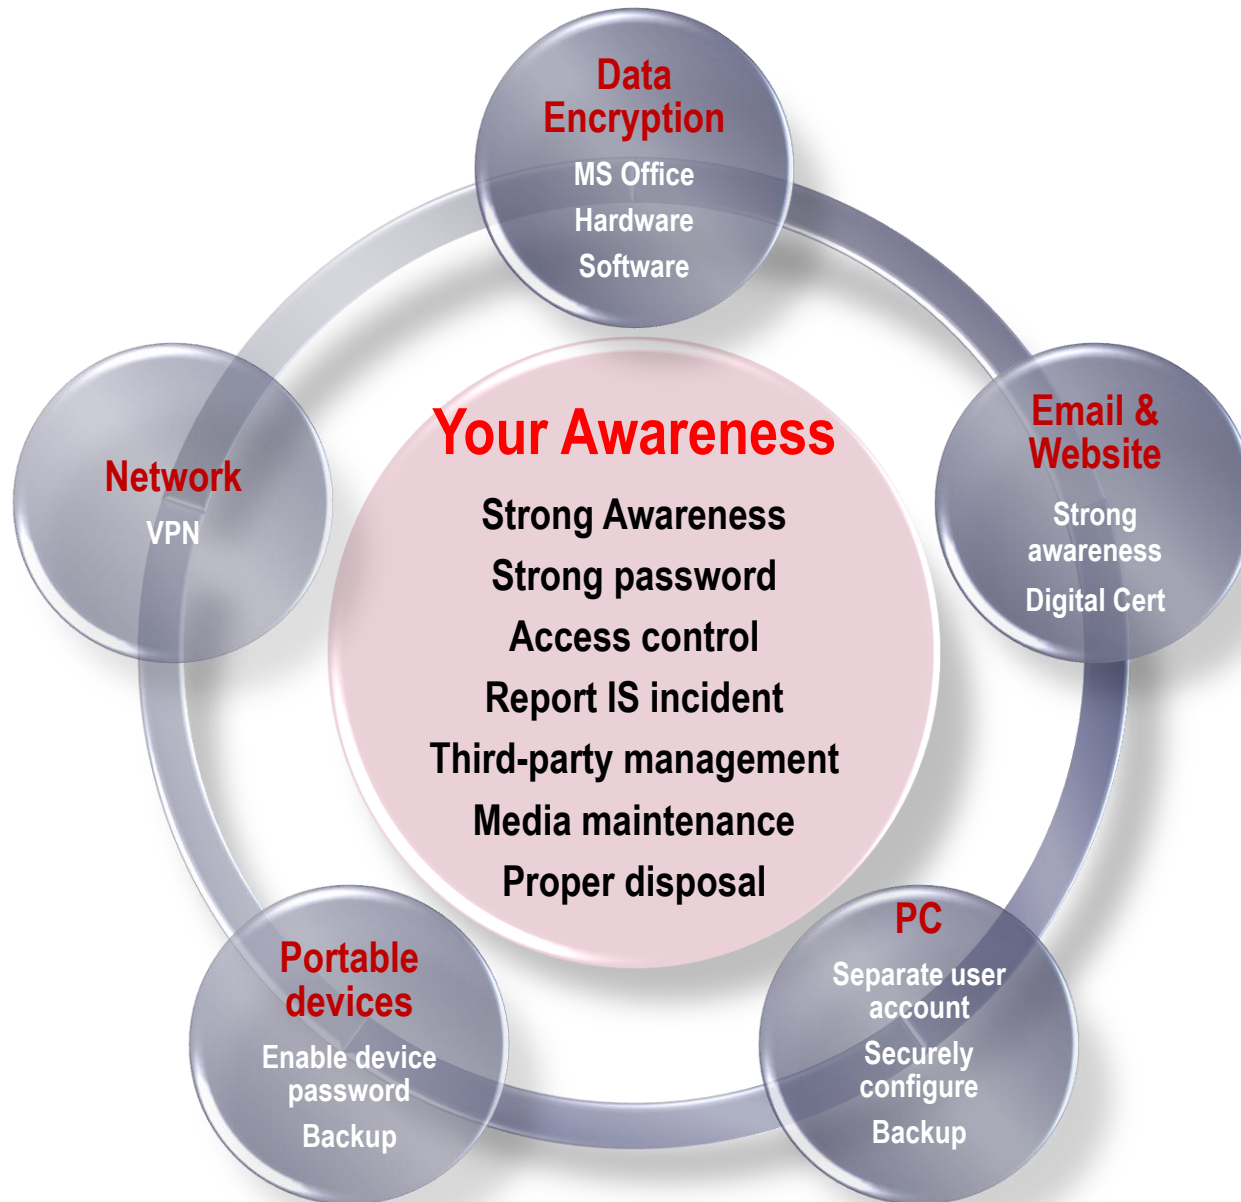 Data
Encryption
MS Office
Hardware
Software
Email &
Website
Strong
awareness
Digital Cert
Network
VPN
Your Awareness
Strong Awareness
Strong password
Access control
Report IS incident
Third-party management
Media maintenance
Proper disposal
PC
Separate user
account
Securely
configure
Backup
Portable
devices
Enable device
password
Backup